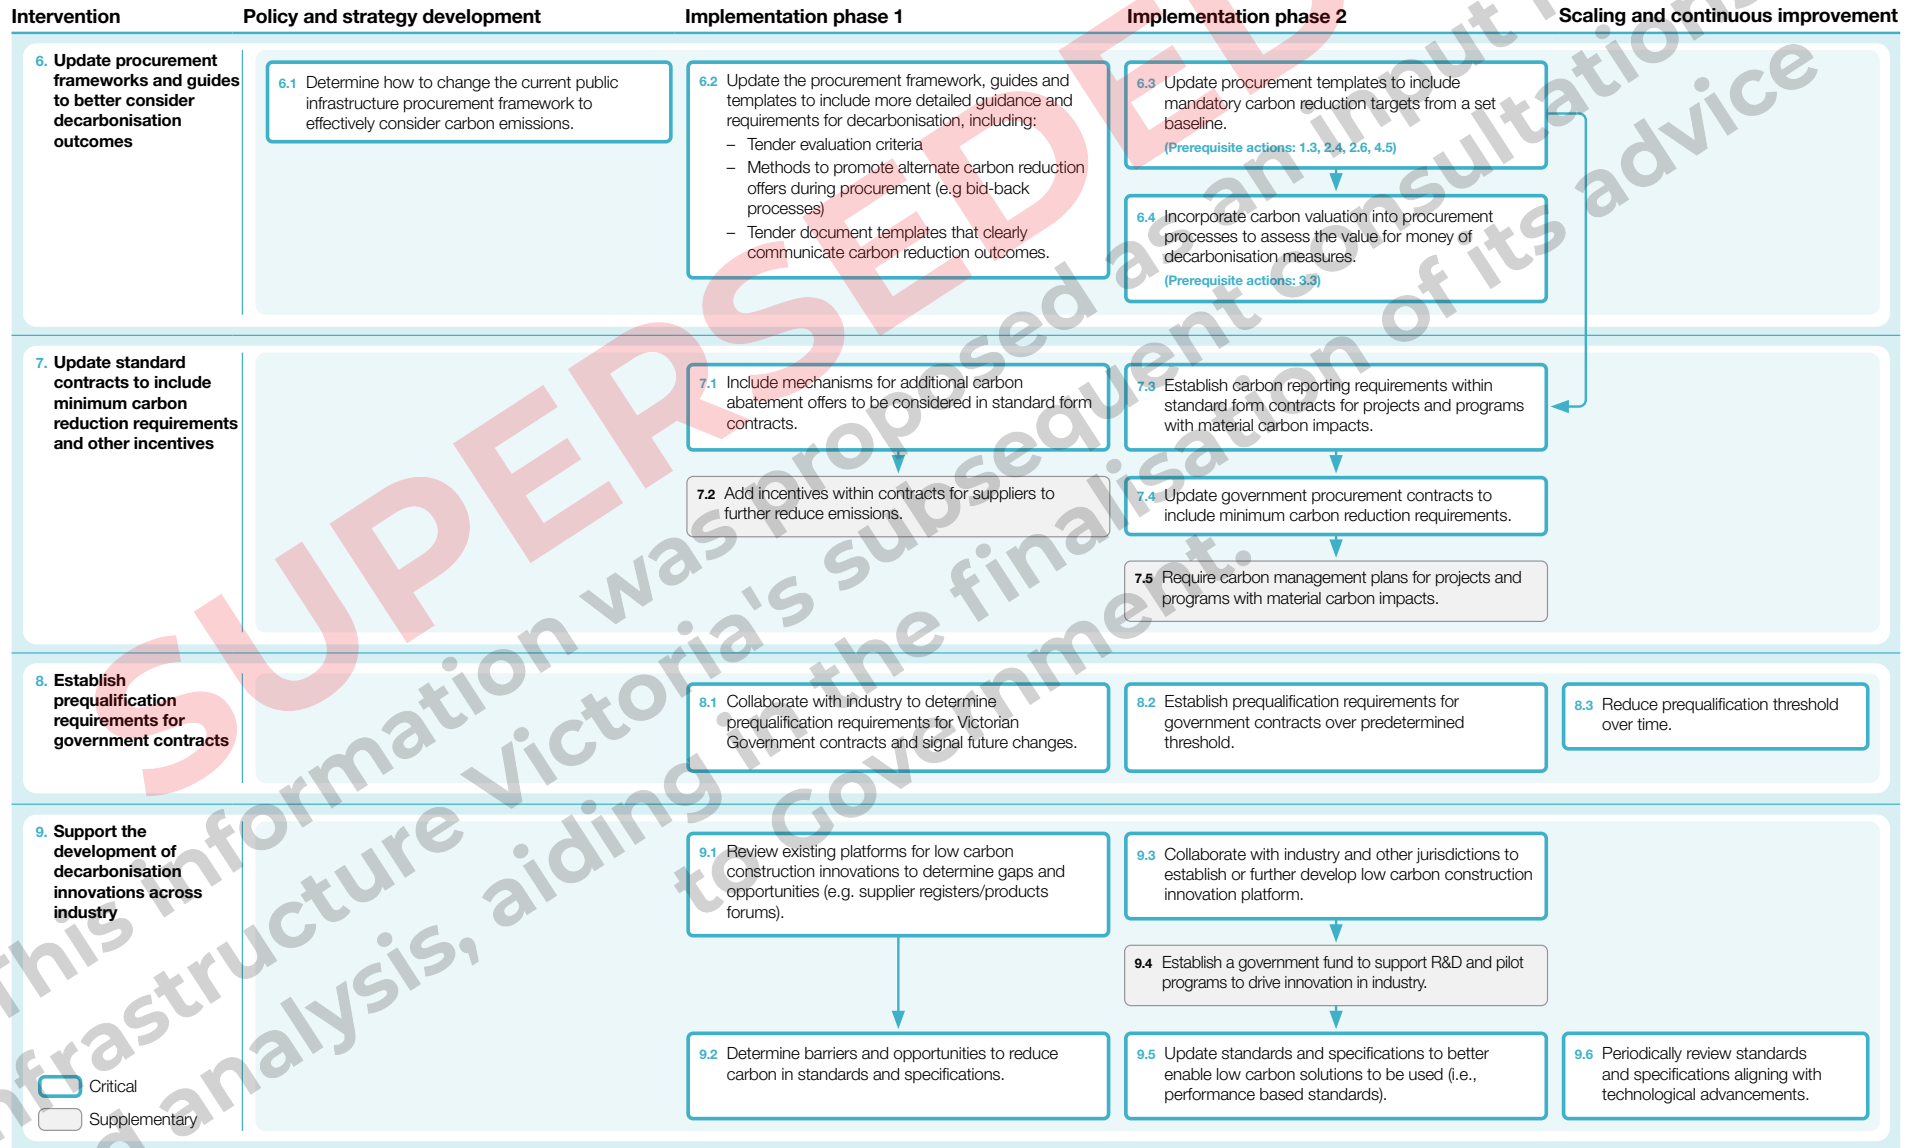 Intervention
Policy and strategy development
Implementation phase 1
Implementation phase 2
Scaling and continuous improvement
6. Update procurement
frameworks and guides
to better consider
decarbonisation
outcomes
6.1 Determine how to change the current public
infrastructure procurement framework to
effectively consider carbon emissions.
6.2 Update the procurement framework, guides and
templates to include more detailed guidance and
requirements for decarbonisation, including:
– Tender evaluation criteria
– Methods to promote alternate carbon reduction
offers during procurement (e.g bid-back
processes)
– Tender document templates that clearly
communicate carbon reduction outcomes.
6.3 Update procurement templates to include
mandatory carbon reduction targets from a set
baseline.
(Prerequisite actions: 1.3, 2.4, 2.6, 4.5)
6.4 Incorporate carbon valuation into procurement
processes to assess the value for money of
decarbonisation measures.
(Prerequisite actions: 3.3)
7. Update standard
contracts to include
minimum carbon
reduction requirements
and other incentives
7.1 Include mechanisms for additional carbon
abatement offers to be considered in standard form
contracts.
7.2 Add incentives within contracts for suppliers to
further reduce emissions.
7.3 Establish carbon reporting requirements within
standard form contracts for projects and programs
with material carbon impacts.
7.4 Update government procurement contracts to
include minimum carbon reduction requirements.
7.5 Require carbon management plans for projects and
programs with material carbon impacts.
8. Establish
prequalification
requirements for
government contracts
8.1 Collaborate with industry to determine
prequalification requirements for Victorian
Government contracts and signal future changes.
8.2 Establish prequalification requirements for
government contracts over predetermined
threshold.
8.3 Reduce prequalification threshold
over time.
9. Support the
development of
decarbonisation
innovations across
industry
9.1 Review existing platforms for low carbon
construction innovations to determine gaps and
opportunities (e.g. supplier registers/products
forums).
9.2 Determine barriers and opportunities to reduce
carbon in standards and specifications.
9.3 Collaborate with industry and other jurisdictions to
establish or further develop low carbon construction
innovation platform.
9.4 Establish a government fund to support R&D and pilot
programs to drive innovation in industry.
9.5 Update standards and specifications to better
enable low carbon solutions to be used (i.e.,
performance based standards).
9.6 Periodically review standards
and specifications aligning with
technological advancements.
Critical
Supplementary
SUPERSEDED
This information was proposed as an input
Infrastructure Victoria's subsequent consultation
analysis, aiding in the finalisation of its advice
to Government.